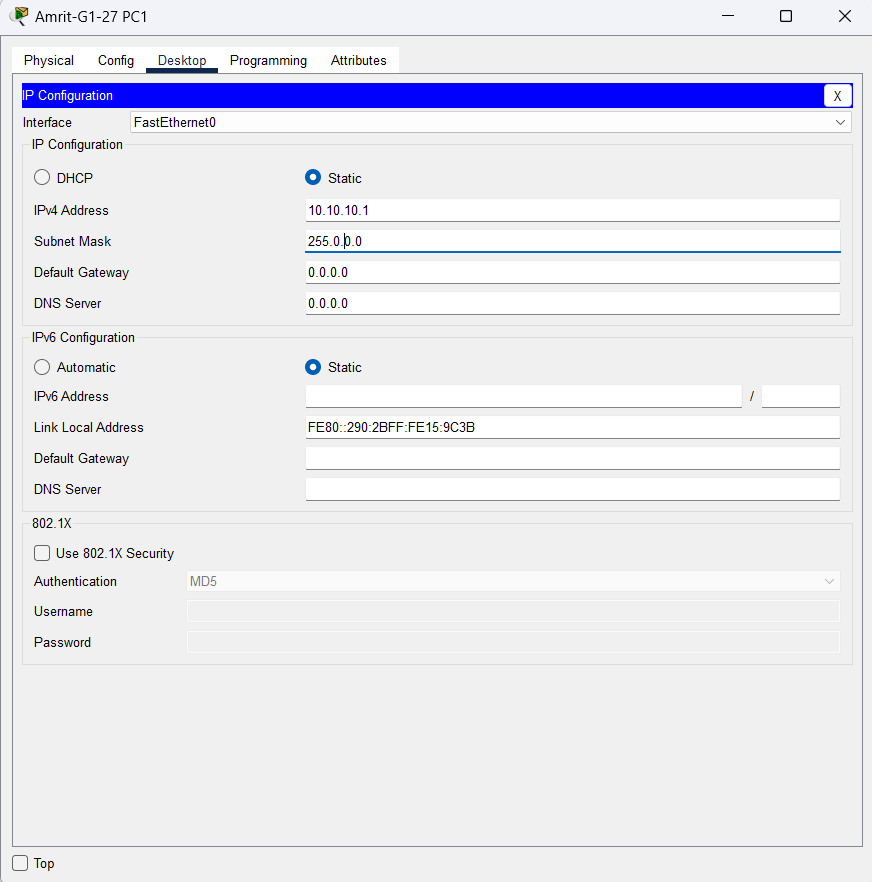 Amrit-G1-27 PC1
Physical Config Desktop Programming Attributes
IP Configuration X
Interface FastEthernet0
IP Configuration
DHCP Static
IPv4 Address 10.10.10.1
Subnet Mask 255.0.0.0
Default Gateway 0.0.0.0
DNS Server 0.0.0.0
IPv6 Configuration
Automatic Static
IPv6 Address /
Link Local Address FE80::290:2BFF:FE15:9C3B
Default Gateway
DNS Server
802.1X
Use 802.1X Security
Authentication MD5
Username
Password
Top